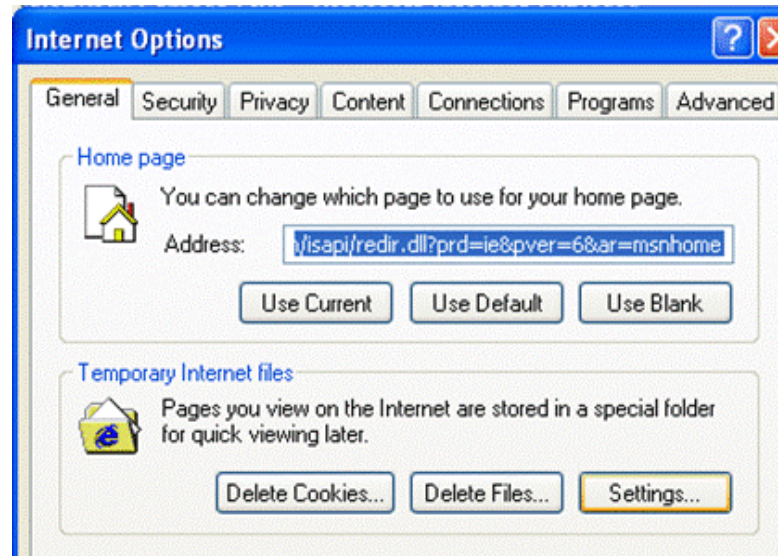 Internet Options
General Security Privacy Content Connections Programs Advanced
Home page
You can change which page to use for your home page.
Address: /isapi/redir.dll?prd=ie&pver=6&ar=msnhome
Use Current Use Default Use Blank
Temporary Internet files
Pages you view on the Internet are stored in a special folder
for quick viewing later.
Delete Cookies... Delete Files... Settings...